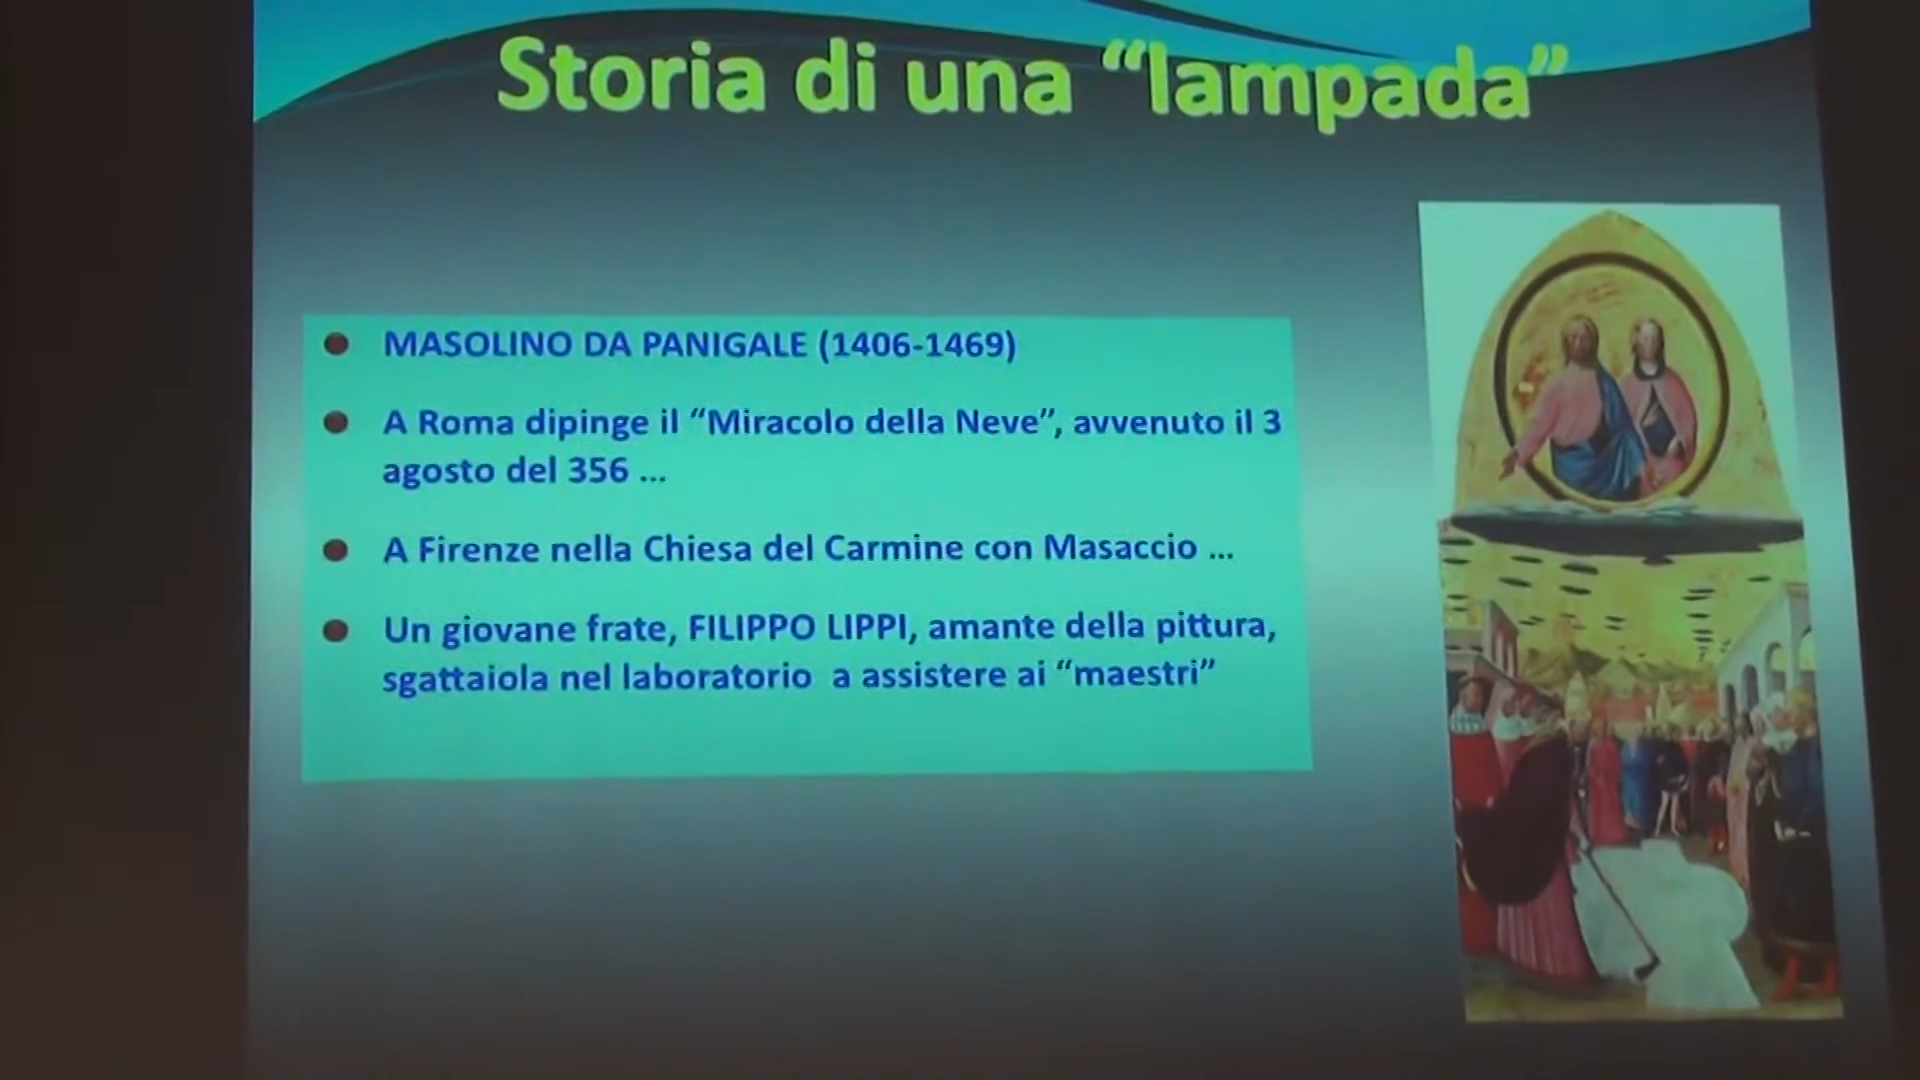 Storia di una “lampada”
MASOLINO DA PANIGALE (1406-1469)
A Roma dipinge il “Miracolo della Neve”, avvenuto il 3
agosto del 356 ...
A Firenze nella Chiesa del Carmine con Masaccio ...
Un giovane frate, FILIPPO LIPPI, amante della pittura,
sgattaiola nel laboratorio a assistere ai “maestri”